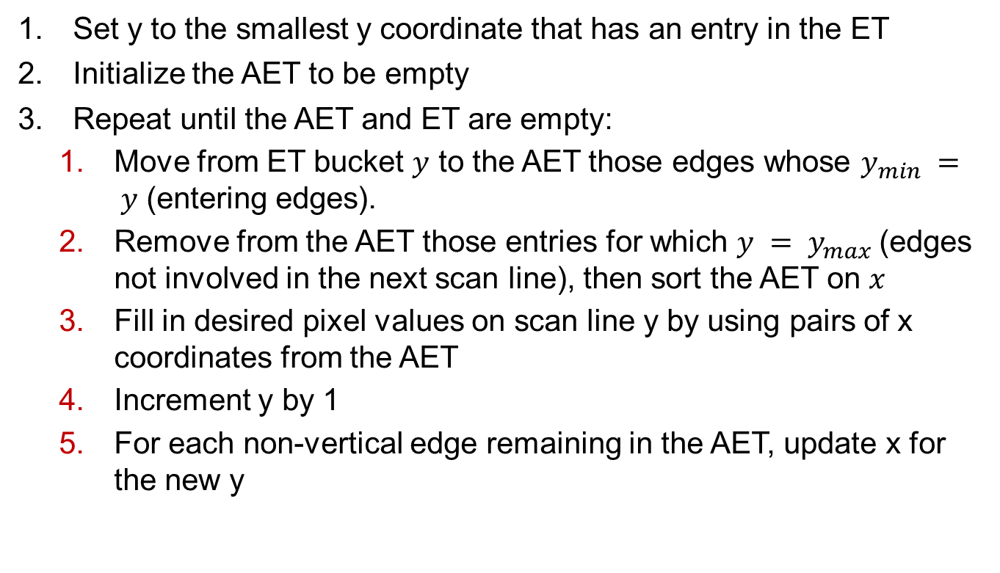 1. Set y to the smallest y coordinate that has an entry in the ET
2. Initialize the AET to be empty
3. Repeat until the AET and ET are empty:
1. Move from ET bucket y to the AET those edges whose y_min =
y (entering edges).
2. Remove from the AET those entries for which y = y_max (edges
not involved in the next scan line), then sort the AET on x
3. Fill in desired pixel values on scan line y by using pairs of x
coordinates from the AET
4. Increment y by 1
5. For each non-vertical edge remaining in the AET, update x for
the new y